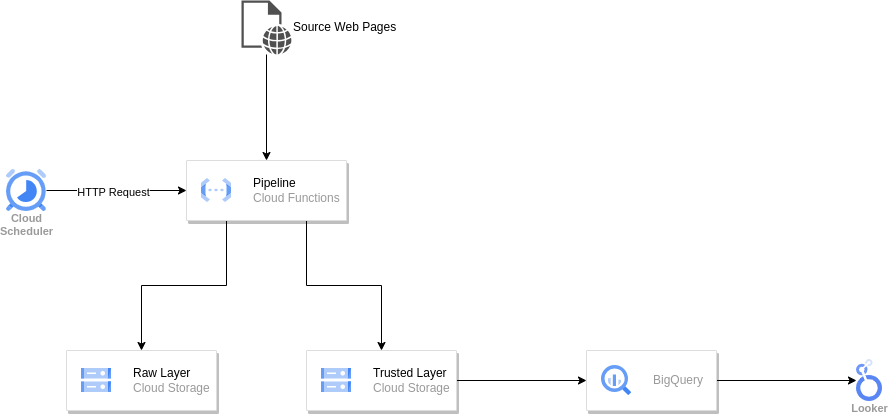 Source Web Pages
HTTP Request
Pipeline
Cloud Functions
Cloud
Scheduler
Raw Layer
Cloud Storage
Trusted Layer
Cloud Storage
BigQuery
Looker